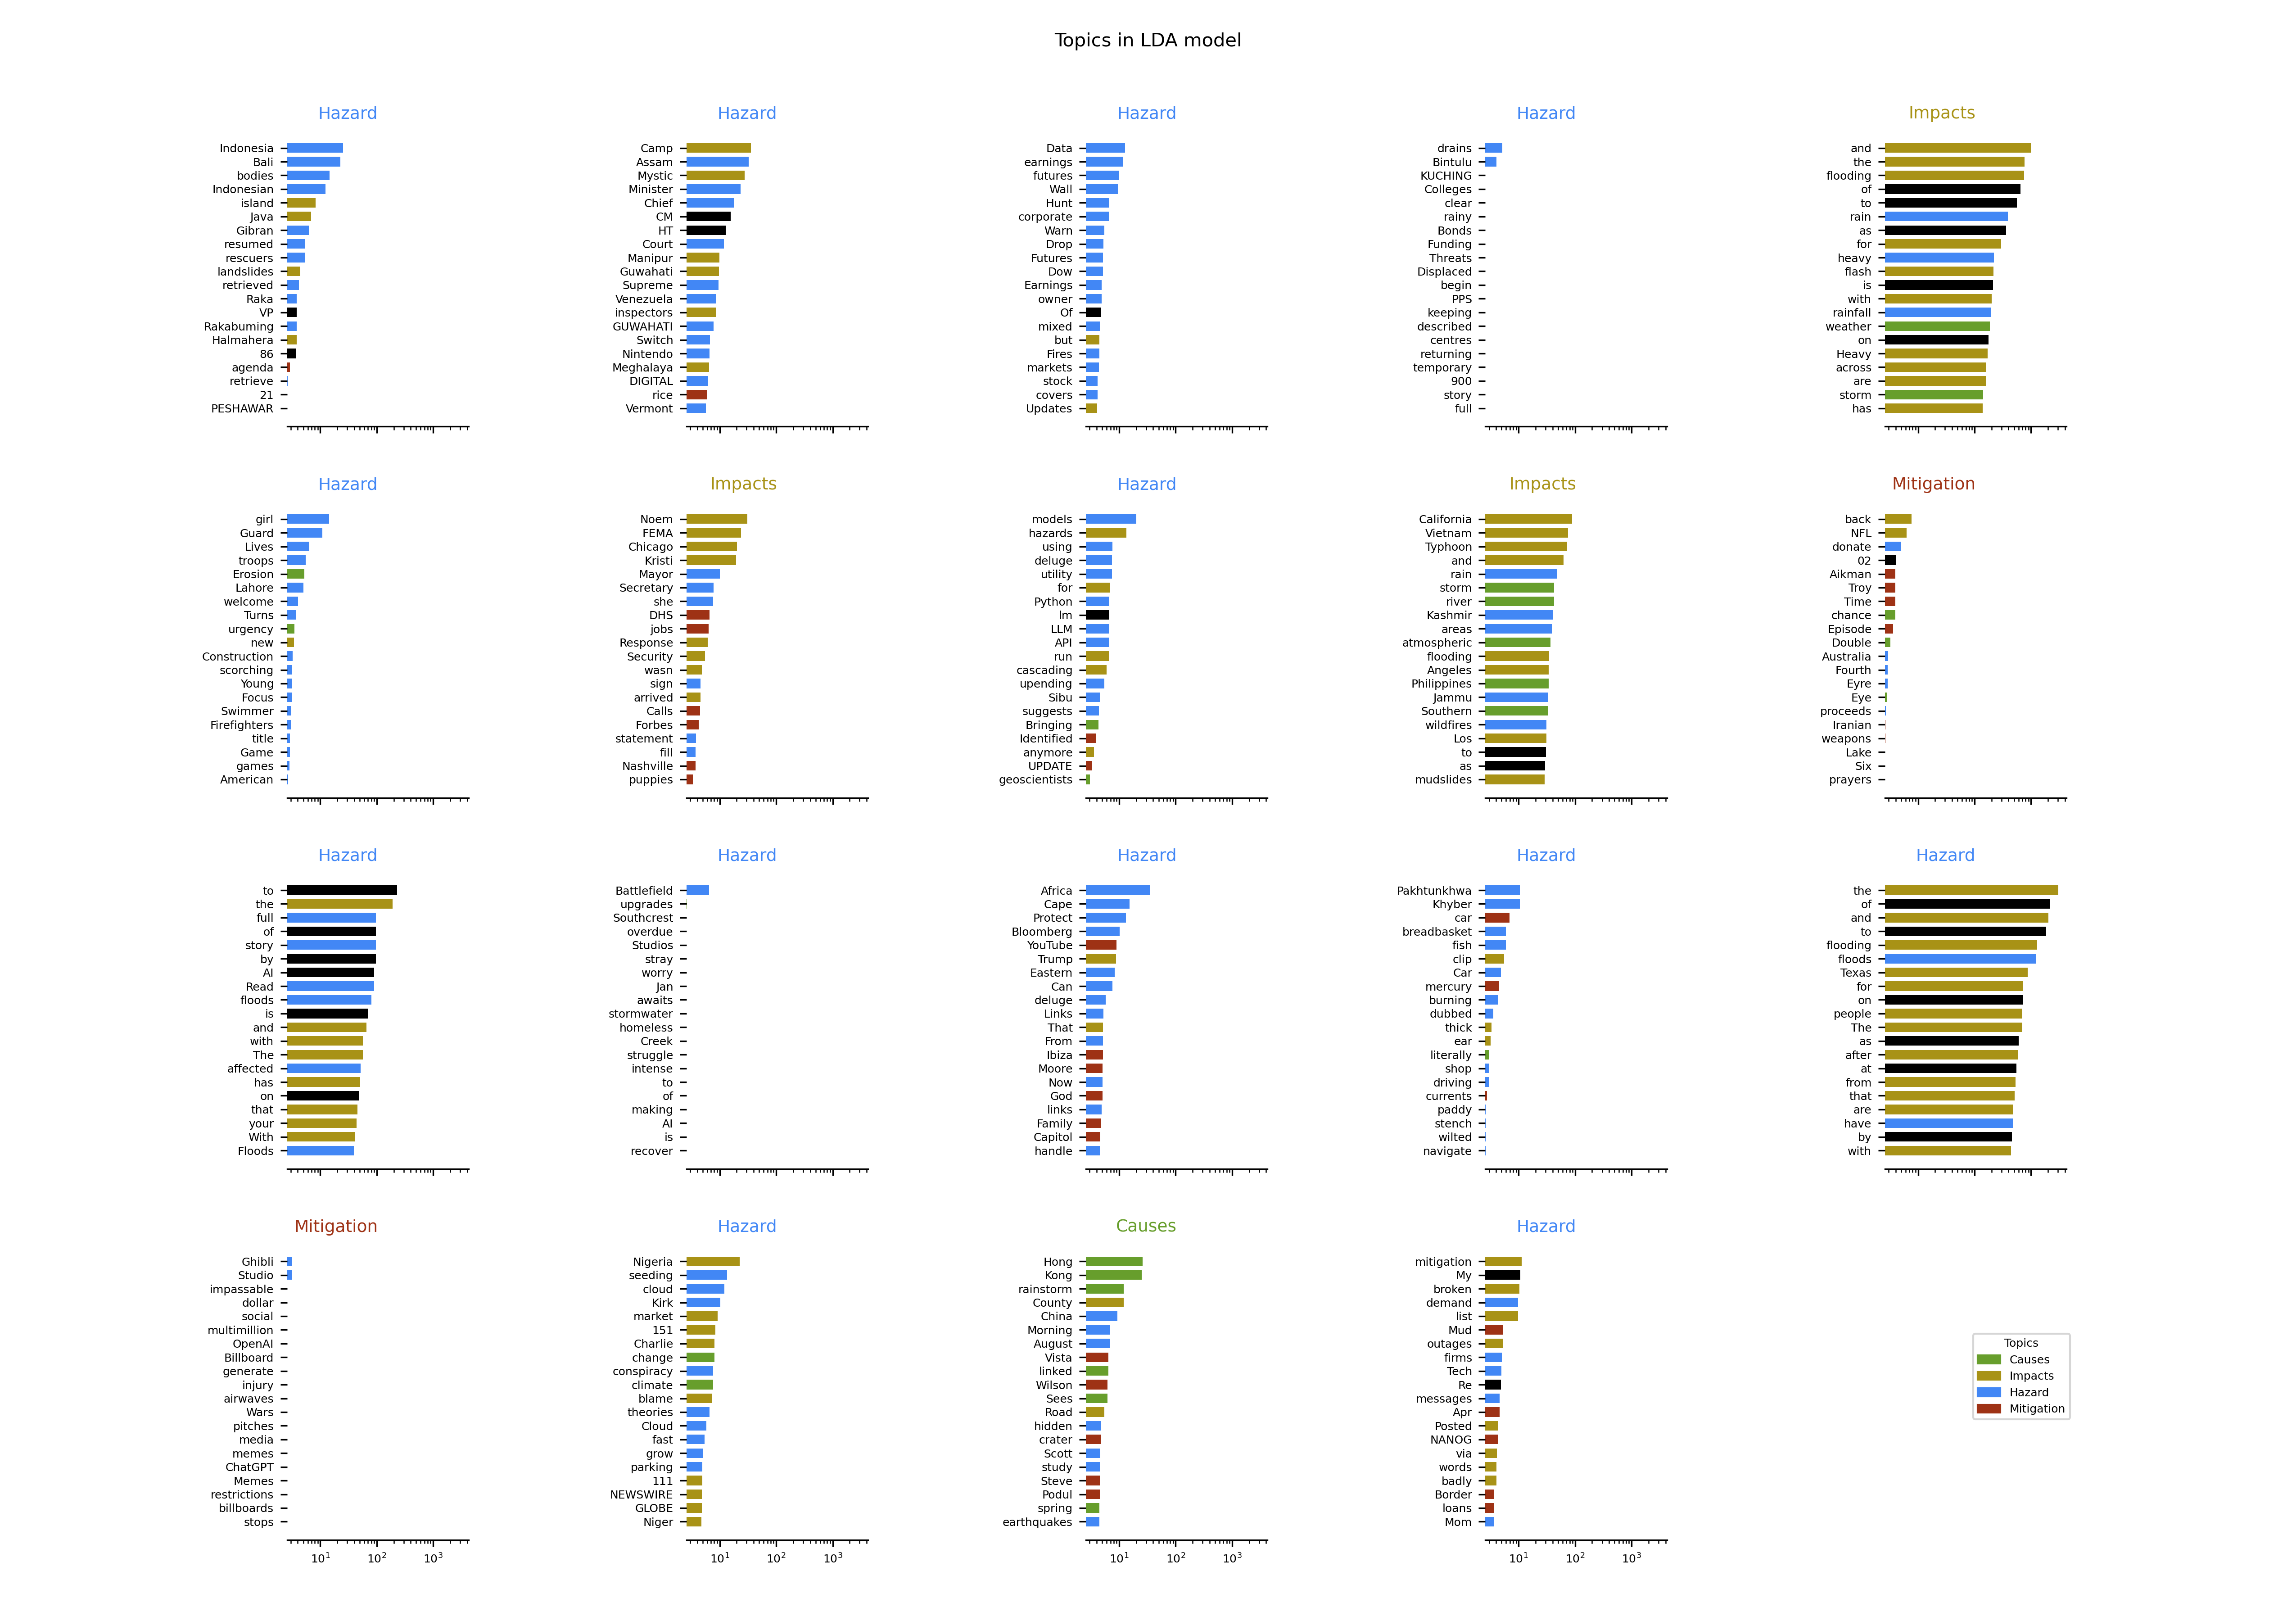 Topics in LDA model
Hazard
Indonesia
Bali
bodies
Indonesian
island
Java
Gibran
resumed
rescuers
landslides
retrieved
Raka
VP
Rakabuming
Halmahera
86
agenda
retrieve
21
PESHAWAR
Hazard
Camp
Assam
Mystic
Minister
Chief
CM
HT
Court
Manipur
Guwahati
Supreme
Venezuela
inspectors
GUWAHATI
Switch
Nintendo
Meghalaya
DIGITAL
rice
Vermont
Hazard
Data
earnings
futures
Wall
Hunt
corporate
Warn
Drop
Futures
Dow
Earnings
owner
Of
mixed
but
Fires
markets
stock
covers
Updates
Hazard
drains
Bintulu
KUCHING
Colleges
clear
rainy
Bonds
Funding
Threats
Displaced
begin
PPS
keeping
described
centres
returning
temporary
900
story
full
Impacts
and
the
flooding
of
to
rain
as
for
heavy
flash
is
with
rainfall
weather
on
Heavy
across
are
storm
has
Hazard
girl
Guard
Lives
troops
Erosion
Lahore
welcome
Turns
urgency
new
Construction
scorching
Young
Focus
Swimmer
Firefighters
title
Game
games
American
Impacts
Noem
FEMA
Chicago
Kristi
Mayor
Secretary
she
DHS
jobs
Response
Security
wasn
sign
arrived
Calls
Forbes
statement
fill
Nashville
puppies
Hazard
models
hazards
using
deluge
utility
for
Python
lm
LLM
API
run
cascading
upending
Sibu
suggests
Bringing
Identified
anymore
UPDATE
geoscientists
Impacts
California
Vietnam
Typhoon
and
rain
storm
river
Kashmir
areas
atmospheric
flooding
Angeles
Philippines
Jammu
Southern
wildfires
Los
to
as
mudslides
Mitigation
back
NFL
donate
02
Aikman
Troy
Time
chance
Episode
Double
Australia
Fourth
Eyre
Eye
proceeds
Iranian
weapons
Lake
Six
prayers
Hazard
to
the
full
of
story
by
AI
Read
floods
is
and
with
The
affected
has
on
that
your
With
Floods
Hazard
Battlefield
upgrades
Southcrest
overdue
Studios
stray
worry
Jan
awaits
stormwater
homeless
Creek
struggle
intense
to
of
making
AI
is
recover
Hazard
Africa
Cape
Protect
Bloomberg
YouTube
Trump
Eastern
Can
deluge
Links
That
From
Ibiza
Moore
Now
God
links
Family
Capitol
handle
Hazard
Pakhtunkhwa
Khyber
car
breadbasket
fish
clip
Car
mercury
burning
dubbed
thick
ear
literally
shop
driving
currents
paddy
stench
wilted
navigate
Hazard
the
of
and
to
flooding
floods
Texas
for
on
people
The
as
after
at
from
that
are
have
by
with
Mitigation
Ghibli
Studio
impassable
dollar
social
multimillion
OpenAI
Billboard
generate
injury
airwaves
Wars
pitches
media
memes
ChatGPT
Memes
restrictions
billboards
stops
10¹ 10² 10³
Hazard
Nigeria
seeding
cloud
Kirk
market
151
Charlie
change
conspiracy
climate
blame
theories
Cloud
fast
grow
parking
111
NEWSWIRE
GLOBE
Niger
10¹ 10² 10³
Causes
Hong
Kong
rainstorm
County
China
Morning
August
Vista
linked
Wilson
Sees
Road
hidden
crater
Scott
study
Steve
Podul
spring
earthquakes
10¹ 10² 10³
Hazard
mitigation
My
broken
demand
list
Mud
outages
firms
Tech
Re
messages
Apr
Posted
NANOG
via
words
badly
Border
loans
Mom
10¹ 10² 10³
Topics
Causes
Impacts
Hazard
Mitigation